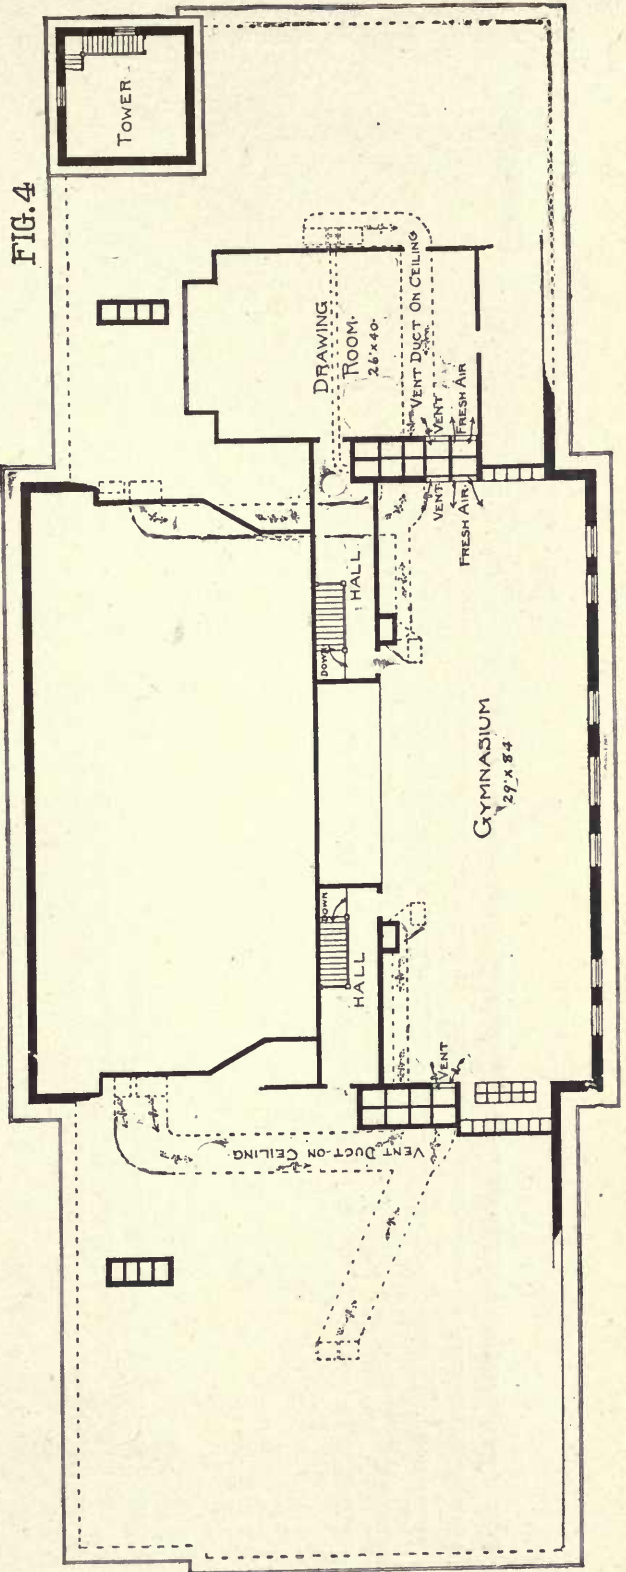 FIG. 4
TOWER
DRAWING
ROOM.
26'x40.
VENT DUCT ON CEILING
VENT
FRESH AIR
VENT
FRESH AIR.
HALL
DOWN
GYMNASIUM
29'x 84'
DOWN
HALL
VENT
VENT DUCT-ON CEILING